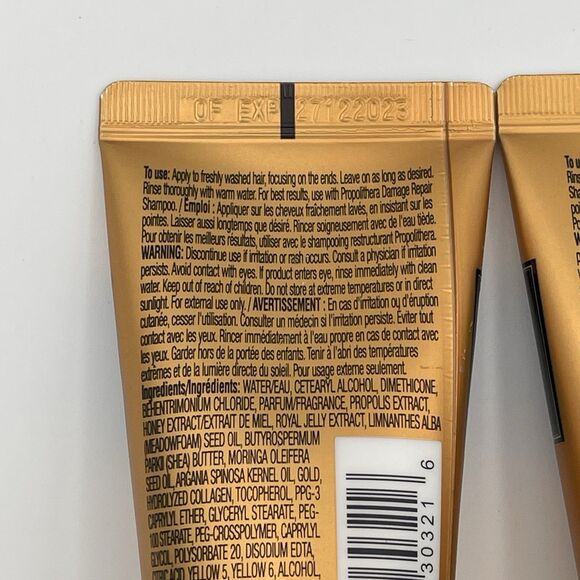 OF EXP 27122023
To use: Apply to freshly washed hair, focusing on the ends. Leave on as long as desired.
Rinse thoroughly with warm water. For best results, use with Propolithera Damage Repair
Shampoo. / Emploi : Appliquer sur les cheveux fraîchement lavés, en insistant sur les
pointes. Laisser aussi longtemps que désiré. Rincer soigneusement avec de l'eau tiède.
Pour obtenir les meilleurs résultats, utiliser avec le shampooing restructurant Propolithera.
WARNING: Discontinue use if irritation or rash occurs. Consult a physician if irritation
persists. Avoid contact with eyes. If product enters eye, rinse immediately with clean
water. Keep out of reach of children. Do not store at extreme temperatures or in direct
sunlight. For external use only. / AVERTISSEMENT : En cas d'irritation ou d'éruption
cutanée, cesser l'utilisation. Consulter un médecin si l'irritation persiste. Éviter tout
contact avec les yeux. Rincer immédiatement à l'eau propre en cas de contact avec
les yeux. Garder hors de la portée des enfants. Tenir à l'abri des températures
extrêmes et de la lumière directe du soleil. Pour usage externe seulement.
Ingredients/Ingrédients: WATER/EAU, CETEARYL ALCOHOL, DIMETHICONE,
BEHENTRIMONIUM CHLORIDE, PARFUM/FRAGRANCE, PROPOLIS EXTRACT,
HONEY EXTRACT/EXTRAIT DE MIEL, ROYAL JELLY EXTRACT, LIMNANTHES ALBA
(MEADOWFOAM) SEED OIL, BUTYROSPERMUM
PARKII (SHEA) BUTTER, MORINGA OLEIFERA
SEED OIL, ARGANIA SPINOSA KERNEL OIL, GOLD,
HYDROLYZED COLLAGEN, TOCOPHEROL, PPG-3
CAPRYLYL ETHER, GLYCERYL STEARATE, PEG-
100 STEARATE, PEG-CROSSPOLYMER, CAPRYLYL
GLYCOL, POLYSORBATE 20, DISODIUM EDTA,
CITRIC ACID, YELLOW 5, YELLOW 6, ALCOHOL,
30321 6
To u
Rins
Sha